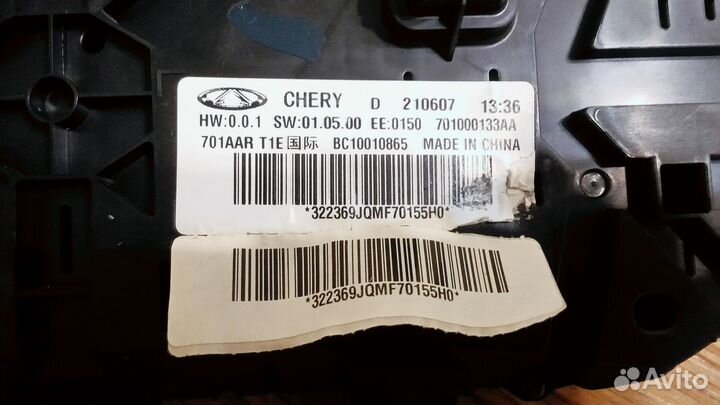 CHERY D 210607 13:36
HW:0.0.1 SW:01.05.00 EE:0150 701000133AA
701AAR T1E 国际 BC10010865 MADE IN CHINA
*322369JQMF70155H0*
*322369JQMF70155H0*
Avito